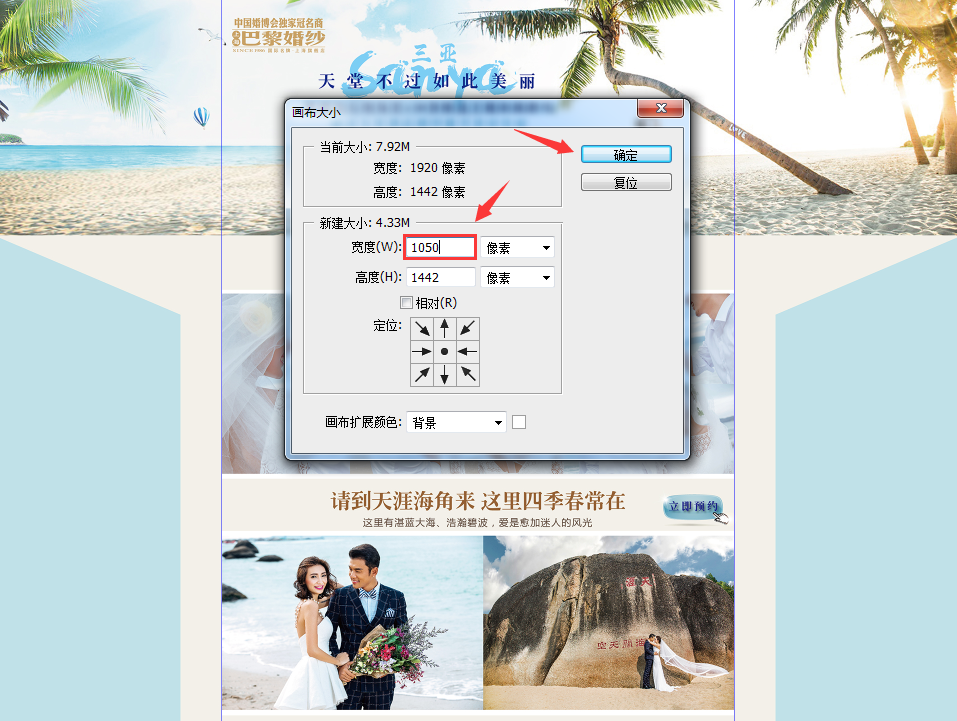 中国婚博会独家冠名商
巴黎婚纱
三亚
Sanya
天堂不过如此美丽
画布大小
当前大小: 7.92M
宽度: 1920 像素
高度: 1442 像素
确定
复位
新建大小: 4.33M
宽度(W): 1050 像素
高度(H): 1442 像素
相对(R)
定位:
画布扩展颜色: 背景
请到天涯海角来 这里四季春常在
这里有湛蓝大海、浩瀚碧波，爱是愈加迷人的风光
立即预约